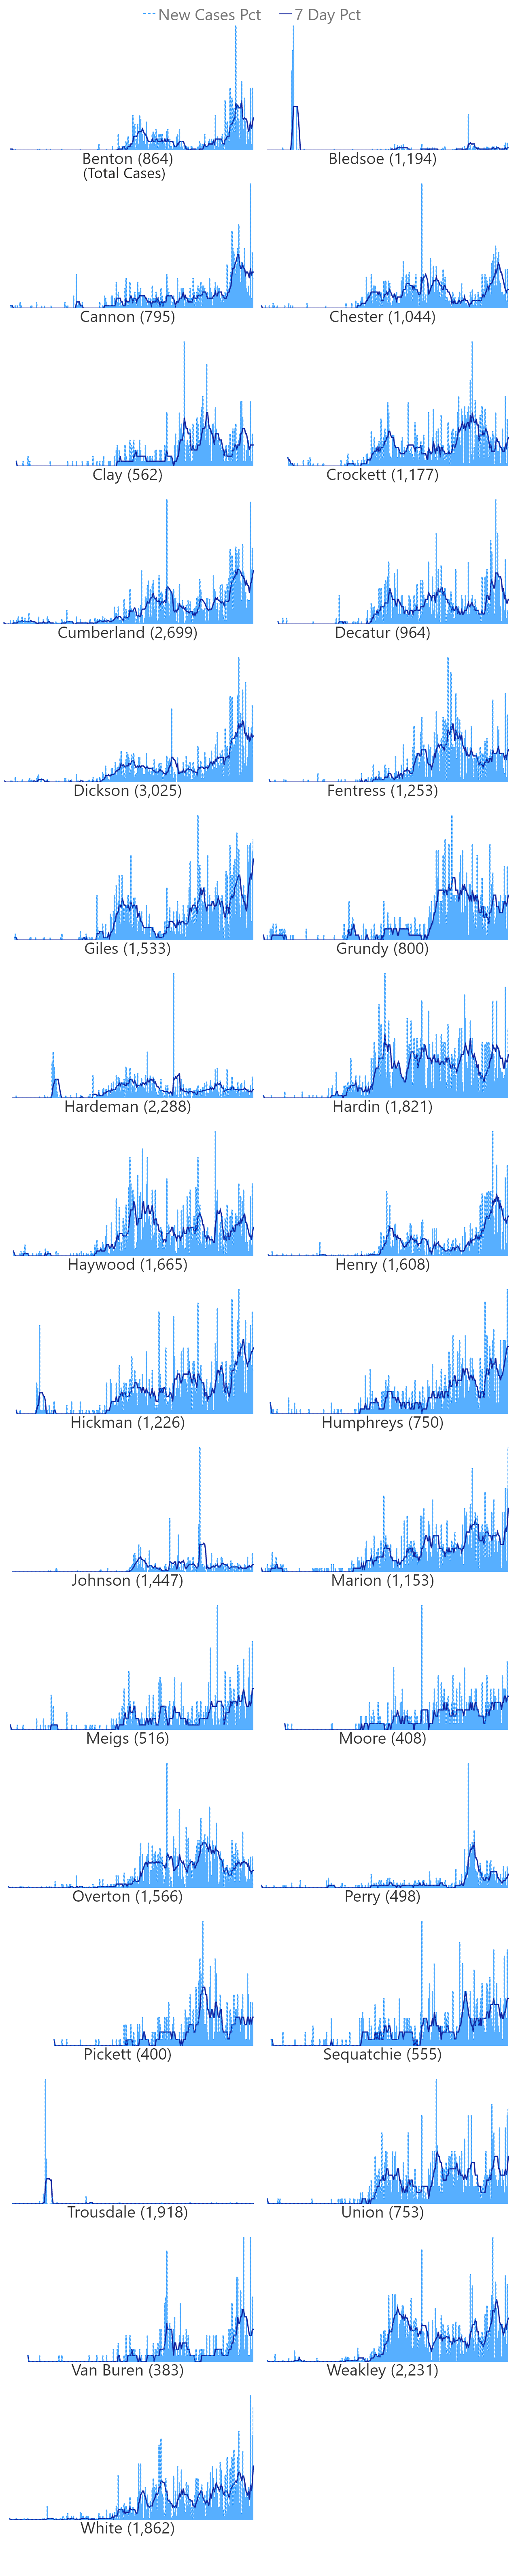 New Cases Pct 7 Day Pct
Benton (864) Bledsoe (1,194)
(Total Cases)
Cannon (795) Chester (1,044)
Clay (562) Crockett (1,177)
Cumberland (2,699) Decatur (964)
Dickson (3,025) Fentress (1,253)
Giles (1,533) Grundy (800)
Hardeman (2,288) Hardin (1,821)
Haywood (1,665) Henry (1,608)
Hickman (1,226) Humphreys (750)
Johnson (1,447) Marion (1,153)
Meigs (516) Moore (408)
Overton (1,566) Perry (498)
Pickett (400) Sequatchie (555)
Trousdale (1,918) Union (753)
Van Buren (383) Weakley (2,231)
White (1,862)